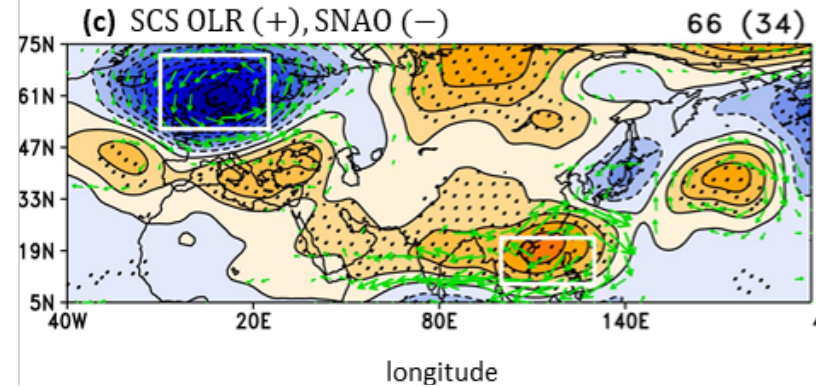 (c) SCS OLR (+), SNAO (−) 66 (34)
75N
61N
47N
33N
19N
5N
40W 20E 80E 140E
longitude